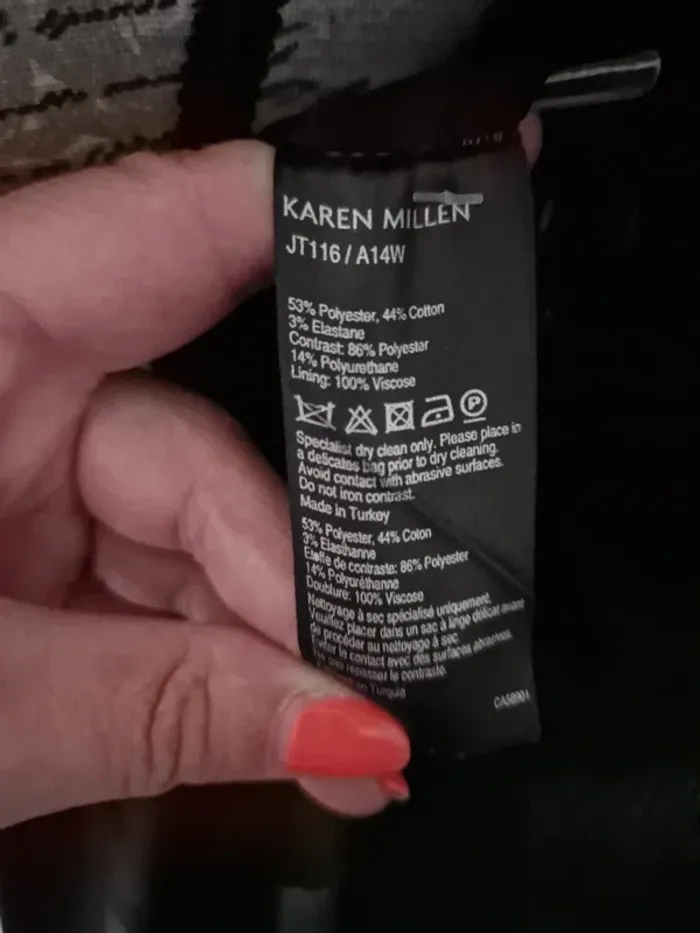 KAREN MILLEN
JT116 / A14W
53% Polyester, 44% Cotton
3% Elastane
Contrast: 86% Polyester
14% Polyurethane
Lining: 100% Viscose
P
Specialist dry clean only. Please place in
a delicates bag prior to dry cleaning.
Avoid contact with abrasive surfaces.
Do not iron contrast.
Made in Turkey
53% Polyester, 44% Coton
3% Elasthanne
Etoffe de contraste: 86% Polyester
14% Polyuréthanne
Doublure: 100% Viscose
Nettoyage à sec spécialisé uniquement.
Veuillez placer dans un sac à linge délicat avant
de procéder au nettoyage à sec.
Eviter le contact avec des surfaces abrasives.
pas repasser le contraste.
en Turquie